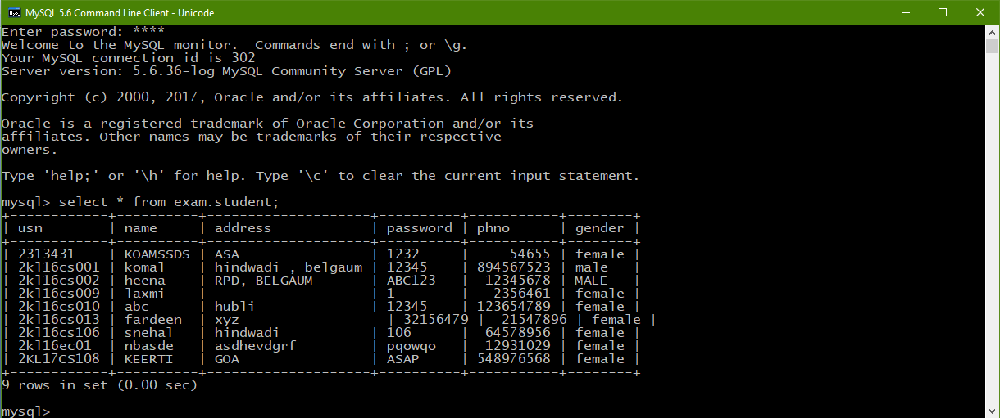 MySQL 5.6 Command Line Client - Unicode
Enter password: ****
Welcome to the MySQL monitor.  Commands end with ; or \g.
Your MySQL connection id is 302
Server version: 5.6.36-log MySQL Community Server (GPL)
Copyright (c) 2000, 2017, Oracle and/or its affiliates. All rights reserved.
Oracle is a registered trademark of Oracle Corporation and/or its
affiliates. Other names may be trademarks of their respective
owners.
Type 'help;' or '\h' for help. Type '\c' to clear the current input statement.
mysql> select * from exam.student;
+------------+----------+--------------------+----------+-----------+--------+
| usn        | name     | address            | password | phno      | gender |
+------------+----------+--------------------+----------+-----------+--------+
| 2313431    | KOAMSSDS | ASA                | 1232     |     54655 | female |
| 2kl16cs001 | komal    | hindwadi , belgaum | 12345    | 894567523 | male   |
| 2kl16cs002 | heena    | RPD, BELGAUM       | ABC123   |  12345678 | MALE   |
| 2kl16cs009 | laxmi    |                    | 1        |   2356461 | female |
| 2kl16cs010 | abc      | hubli              | 12345    | 123654789 | female |
| 2kl16cs013 | fardeen  | xyz                  | 32156479 |  21547896 | female |
| 2kl16cs106 | snehal   | hindwadi           | 106      |  64578956 | female |
| 2kl16ec01  | nbasde   | asdhevdgrf         | pqowqo   |  12931029 | female |
| 2KL17CS108 | KEERTI   | GOA                | ASAP     | 548976568 | female |
+------------+----------+--------------------+----------+-----------+--------+
9 rows in set (0.00 sec)
mysql>